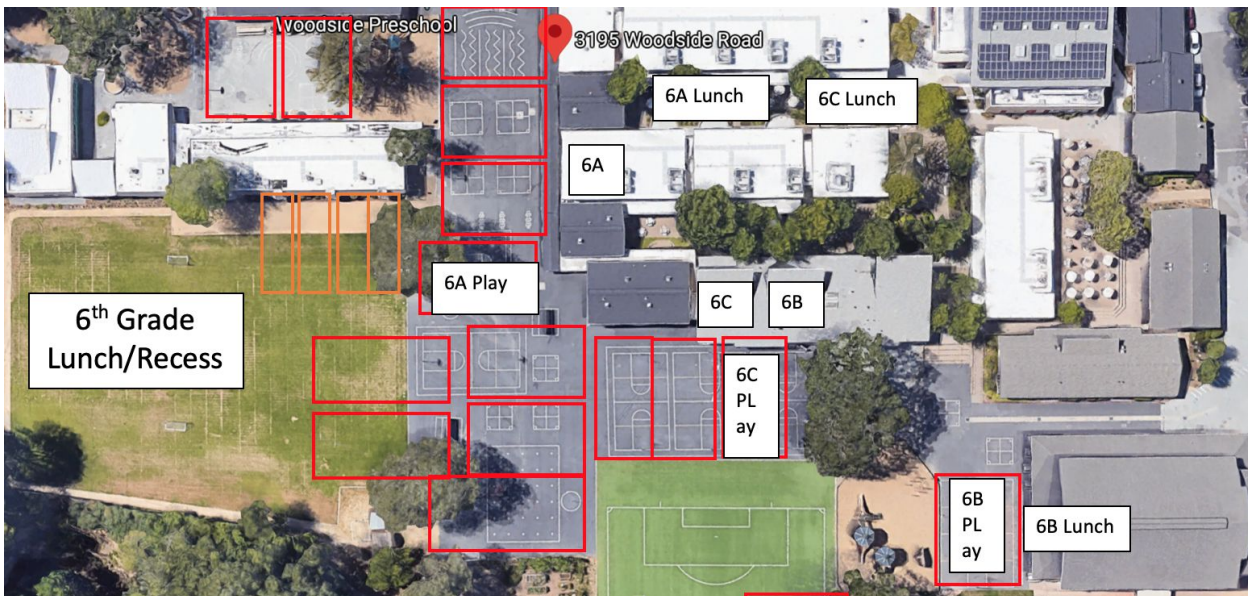 Woodside Preschool
3195 Woodside Road
6A Lunch
6C Lunch
6A
6A Play
6C
6B
6th Grade
Lunch/Recess
6C
PL
ay
6B
PL
ay
6B Lunch